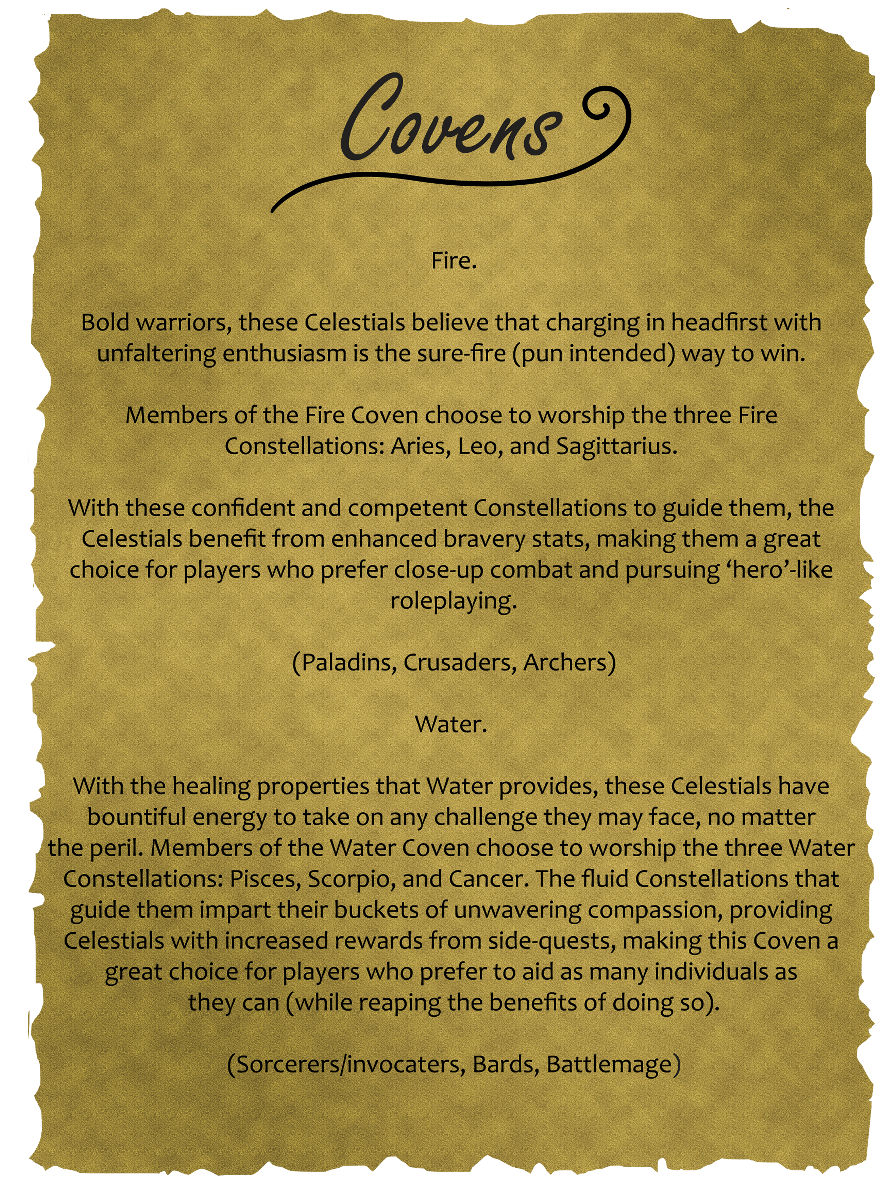 Covens
Fire.
Bold warriors, these Celestials believe that charging in headfirst with
unfaltering enthusiasm is the sure-fire (pun intended) way to win.
Members of the Fire Coven choose to worship the three Fire
Constellations: Aries, Leo, and Sagittarius.
With these confident and competent Constellations to guide them, the
Celestials benefit from enhanced bravery stats, making them a great
choice for players who prefer close-up combat and pursuing ‘hero’-like
roleplaying.
(Paladins, Crusaders, Archers)
Water.
With the healing properties that Water provides, these Celestials have
bountiful energy to take on any challenge they may face, no matter
the peril. Members of the Water Coven choose to worship the three Water
Constellations: Pisces, Scorpio, and Cancer. The fluid Constellations that
guide them impart their buckets of unwavering compassion, providing
Celestials with increased rewards from side-quests, making this Coven a
great choice for players who prefer to aid as many individuals as
they can (while reaping the benefits of doing so).
(Sorcerers/invocaters, Bards, Battlemage)